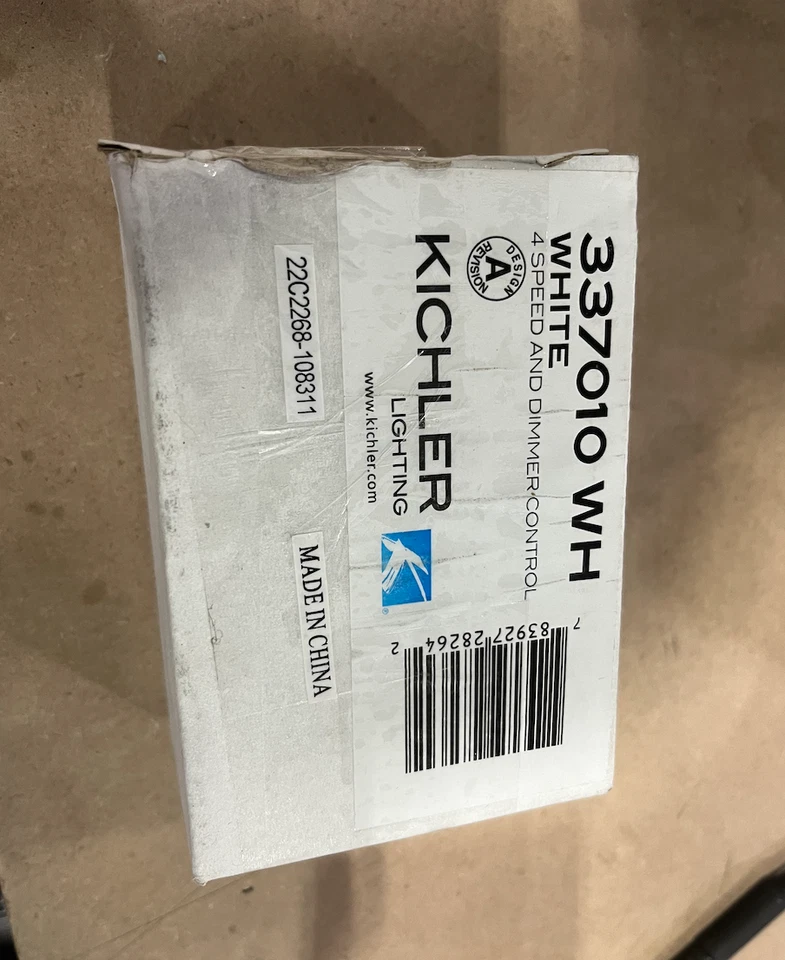 337010 WH
WHITE
4 SPEED AND DIMMER CONTROL
DESIGN
A
REVISION
KICHLER
LIGHTING
®
www.kichler.com
7 83927 28264 2
22C2268-108311
MADE IN CHINA